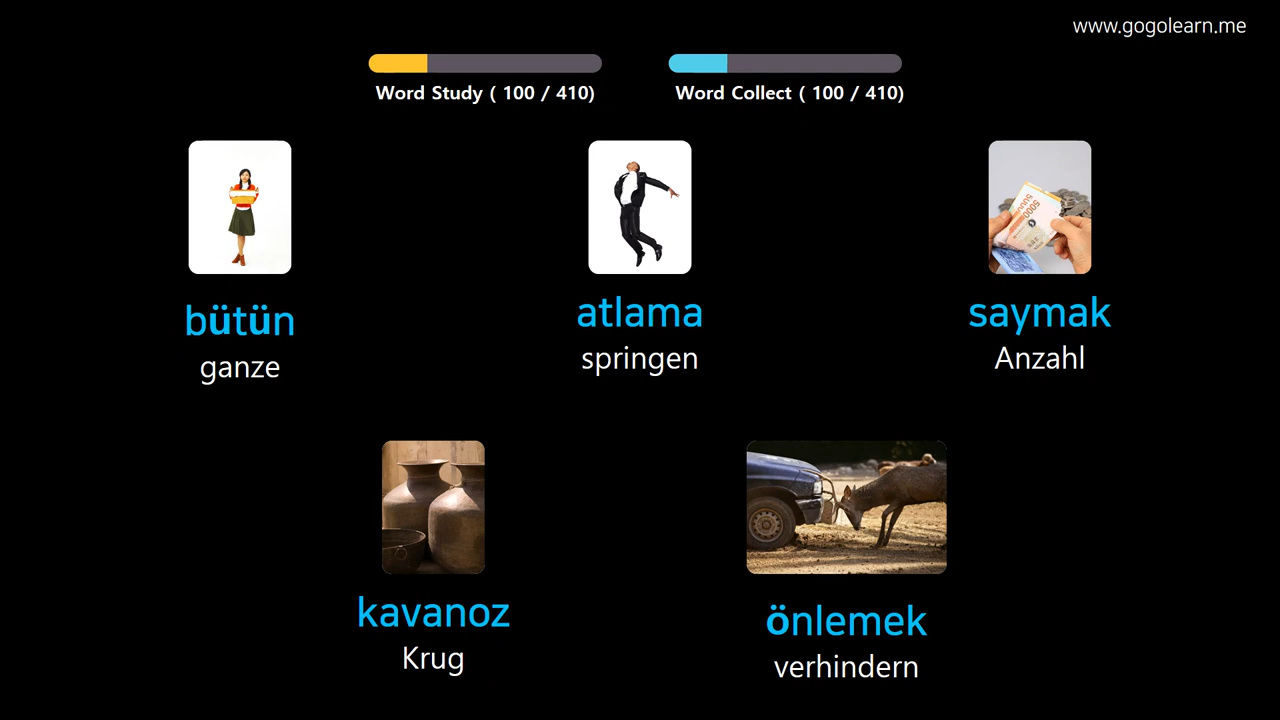 www.gogolearn.me
Word Study ( 100 / 410)
Word Collect ( 100 / 410)
bütün
ganze
atlama
springen
saymak
Anzahl
kavanoz
Krug
önlemek
verhindern